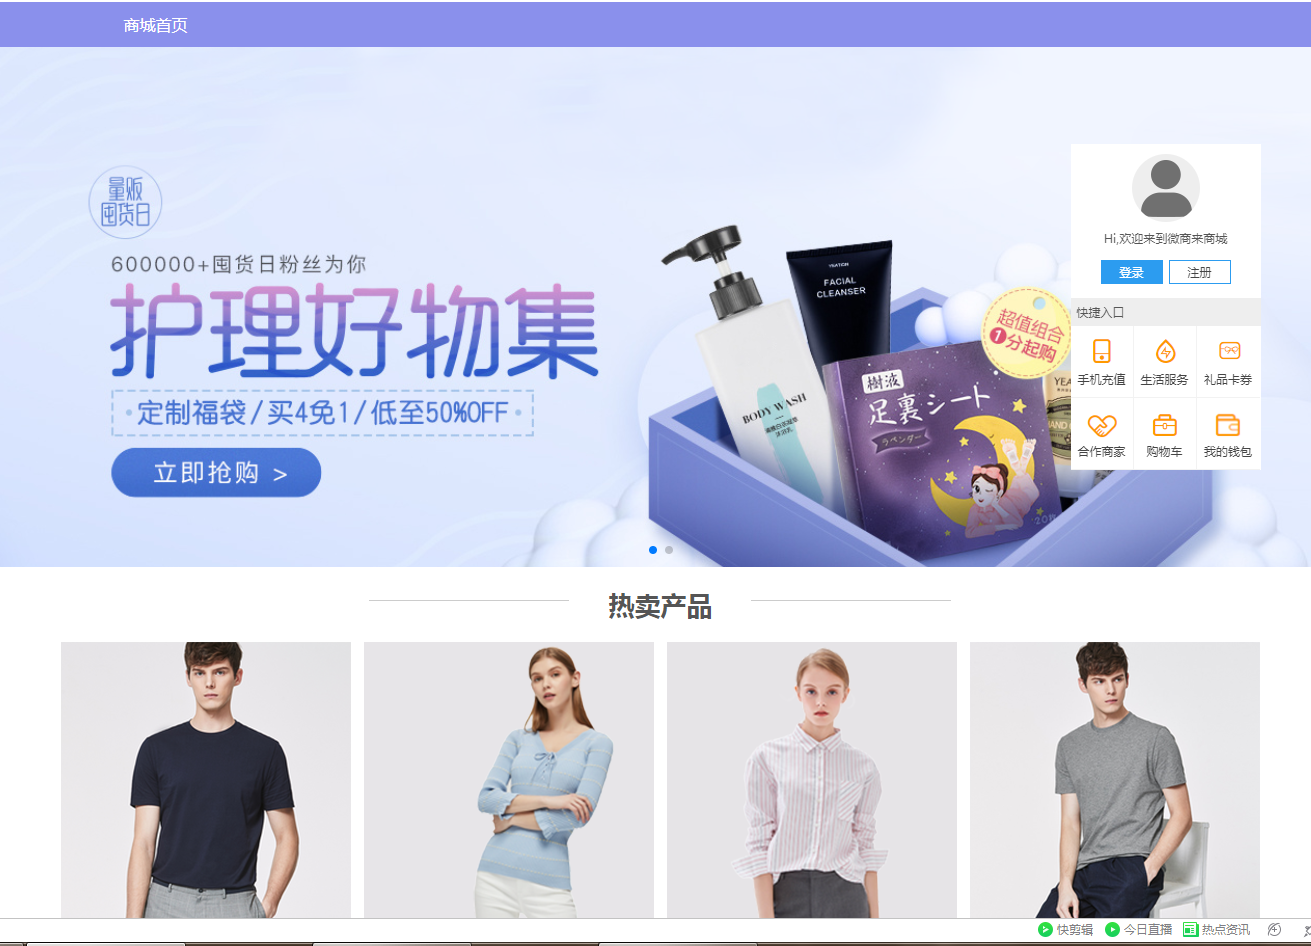 商城首页
量贩
囤货日
600000+囤货日粉丝为你
护理好物集
定制福袋/买4免1/低至50%OFF
立即抢购 >
YEATION
FACIAL
CLEANSER
BODY WASH
樹液
足裏シート
ラベンダー
超值组合
1分起购
Hi,欢迎来到微商来商城
登录
注册
快捷入口
手机充值
生活服务
礼品卡券
合作商家
购物车
我的钱包
热卖产品
快剪辑
今日直播
热点资讯